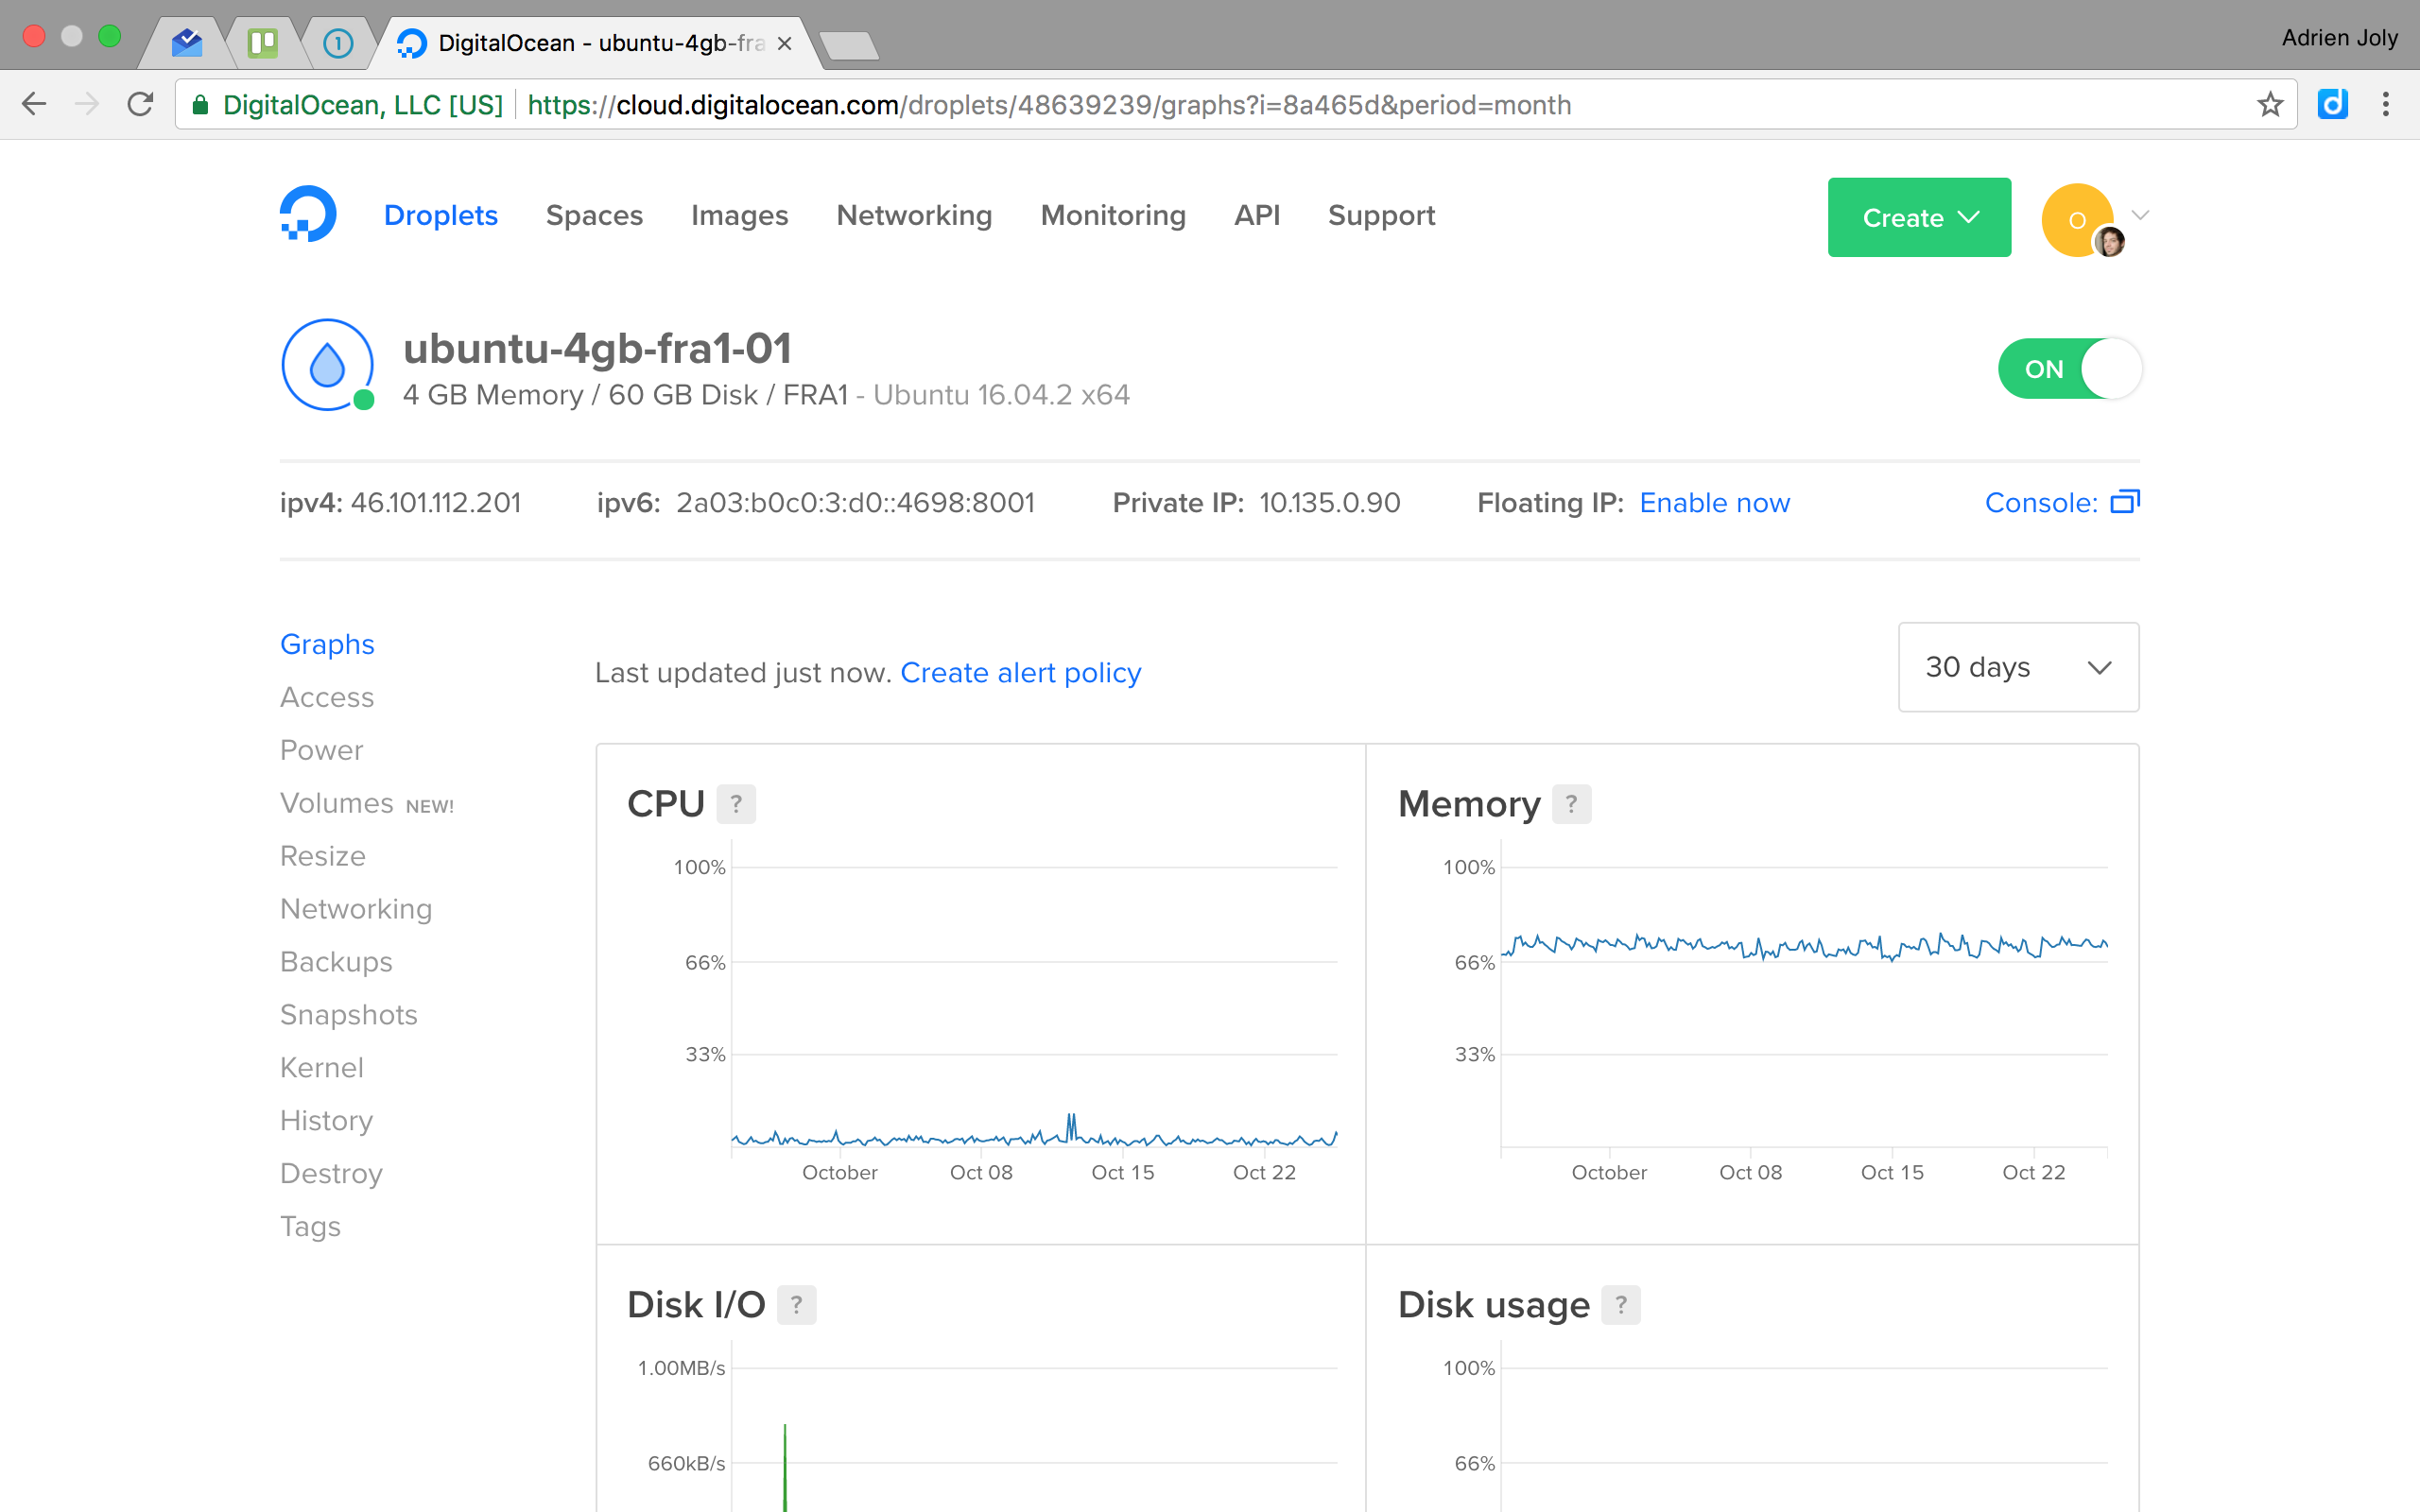 DigitalOcean - ubuntu-4gb-fra
Adrien Joly
DigitalOcean, LLC [US] https://cloud.digitalocean.com/droplets/48639239/graphs?i=8a465d&period=month
Droplets Spaces Images Networking Monitoring API Support Create O
ubuntu-4gb-fra1-01
4 GB Memory / 60 GB Disk / FRA1 - Ubuntu 16.04.2 x64
ON
ipv4: 46.101.112.201 ipv6: 2a03:b0c0:3:d0::4698:8001 Private IP: 10.135.0.90 Floating IP: Enable now Console:
Graphs
Access
Power
Volumes NEW!
Resize
Networking
Backups
Snapshots
Kernel
History
Destroy
Tags
Last updated just now. Create alert policy
30 days
CPU ?
100%
66%
33%
October Oct 08 Oct 15 Oct 22
Memory ?
100%
66%
33%
October Oct 08 Oct 15 Oct 22
Disk I/O ?
1.00MB/s
660kB/s
Disk usage ?
100%
66%